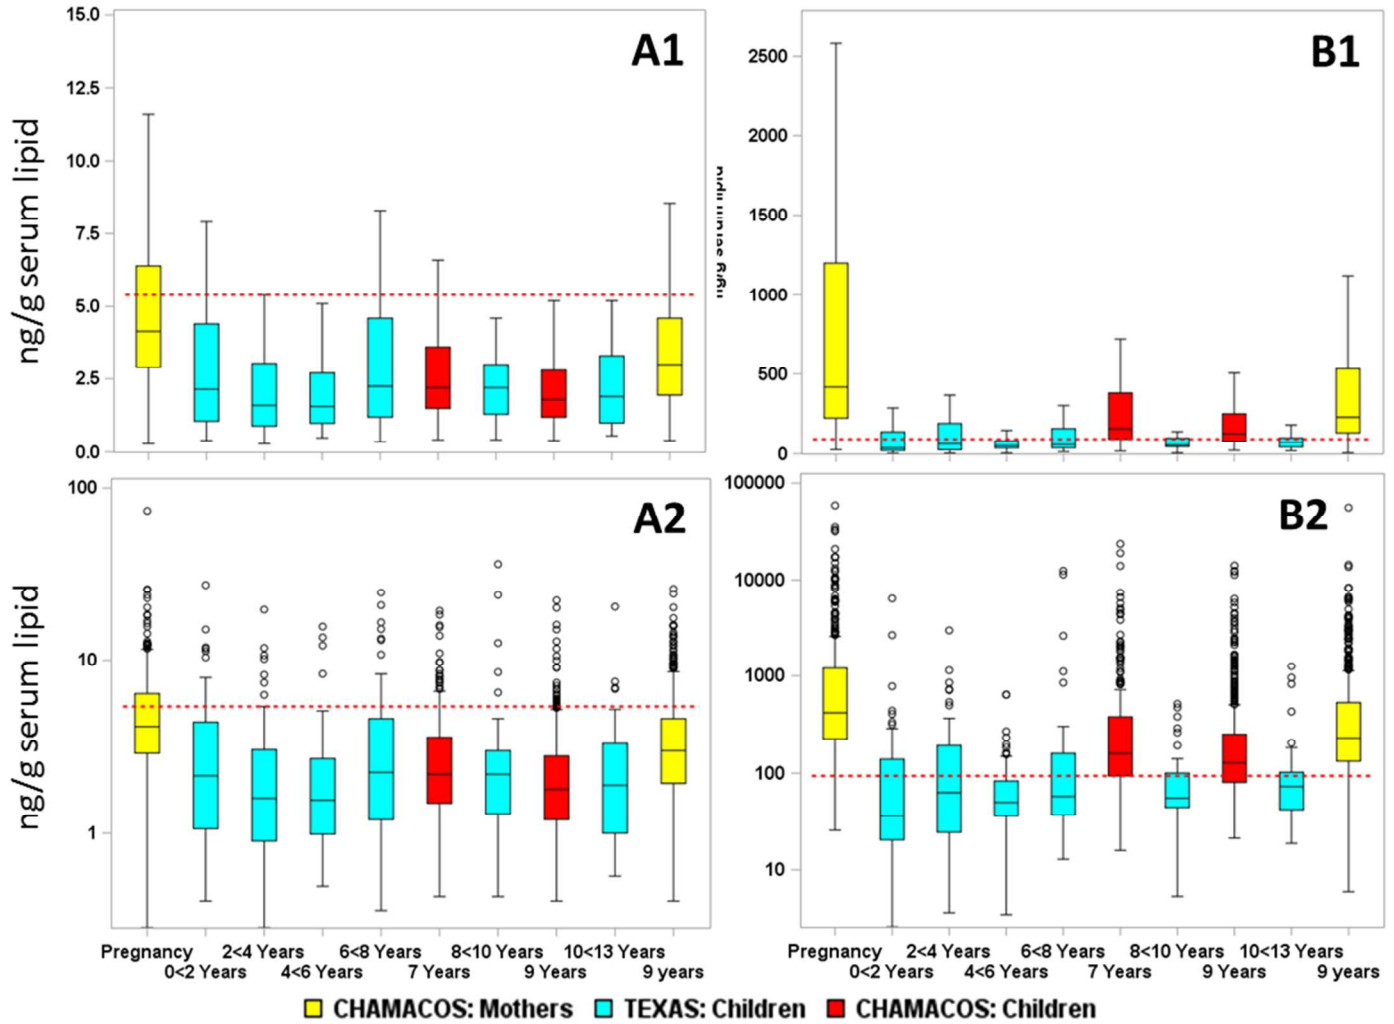 A1
15.0
12.5
10.0
7.5
5.0
2.5
0.0
ng/g serum lipid
B1
2500
2000
1500
1000
500
0
A2
100
10
1
ng/g serum lipid
B2
100000
10000
1000
100
10
Pregnancy 2<4 Years 6<8 Years 8<10 Years 10<13 Years
0<2 Years 4<6 Years 7 Years 9 Years 9 years
Pregnancy 2<4 Years 6<8 Years 8<10 Years 10<13 Years
0<2 Years 4<6 Years 7 Years 9 Years 9 years
CHAMACOS: Mothers TEXAS: Children CHAMACOS: Children